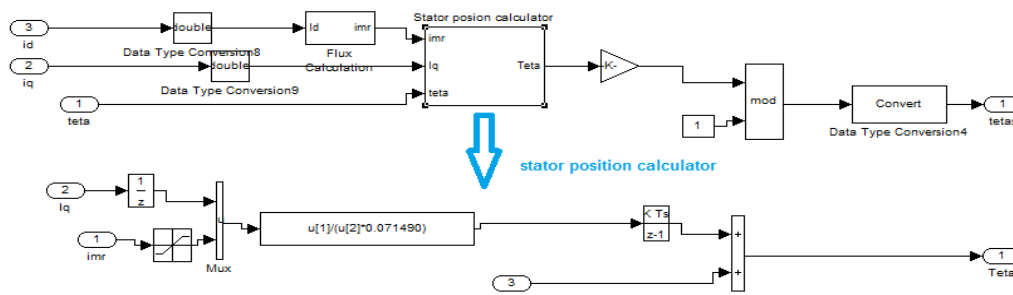 Stator posion calculator
3
double
Id
imr
imr
id
Data Type Conversion8
Flux
Calculation
2
double
Iq
Teta
-K-
iq
Data Type Conversion9
1
teta
teta
mod
1
Convert
1
Data Type Conversion4
tetas
stator position calculator
2
1
z
Iq
u[1]/(u[2]*0.071490)
K Ts
z-1
1
imr
Mux
+
+
3
1
Teta